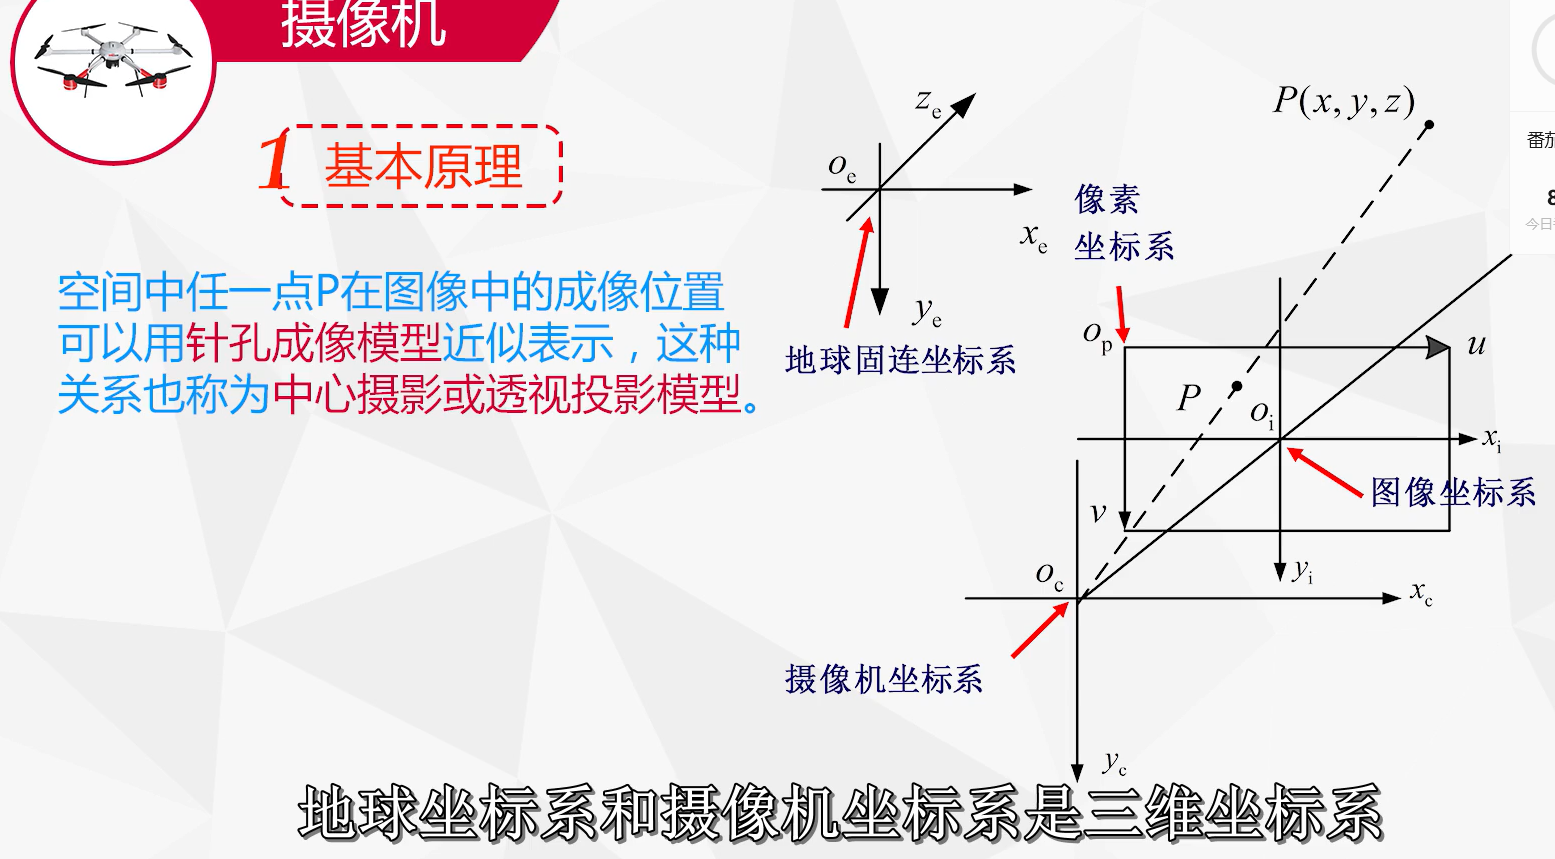 摄像机
1 基本原理
空间中任一点P在图像中的成像位置
可以用针孔成像模型近似表示，这种
关系也称为中心摄影或透视投影模型。
z_e
o_e
x_e
y_e
地球固连坐标系
P(x, y, z)
像素
坐标系
o_p
u
P
o_i
x_i
图像坐标系
v
y_i
o_c
x_c
摄像机坐标系
y_c
地球坐标系和摄像机坐标系是三维坐标系
番茄
8
今日